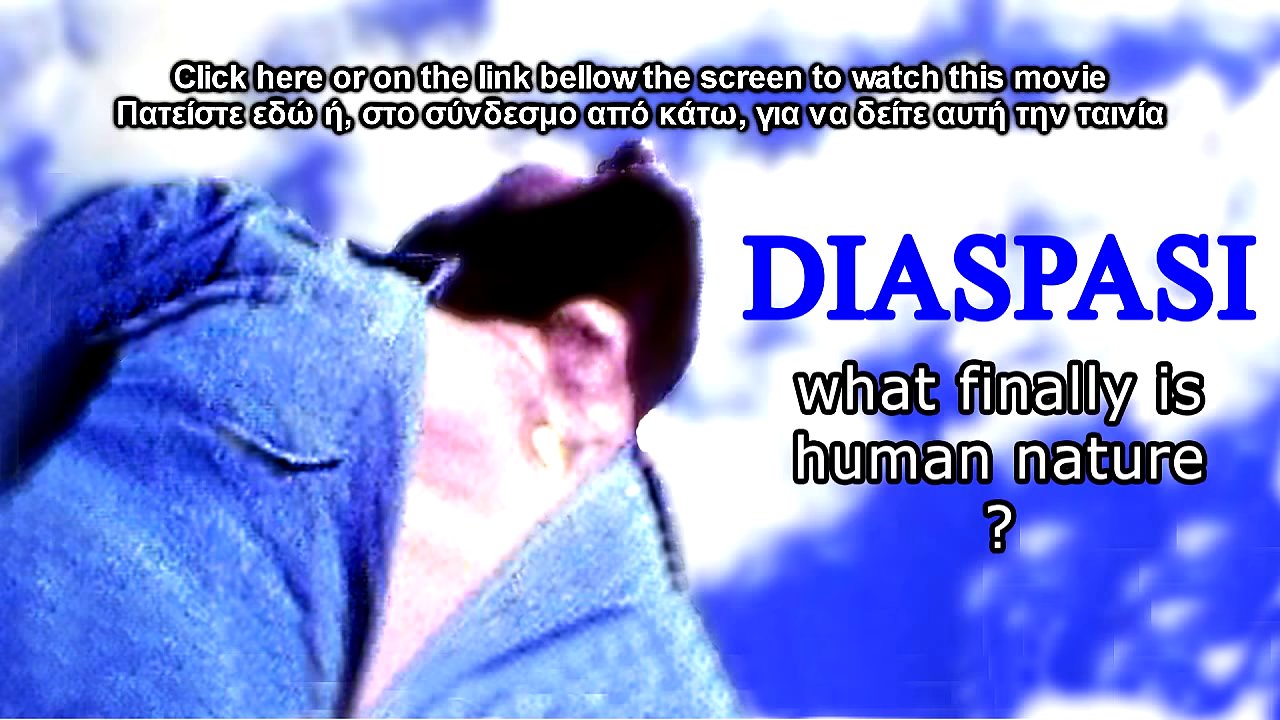 Click here or on the link bellow the screen to watch this movie
Πατείστε εδώ ή, στο σύνδεσμο από κάτω, για να δείτε αυτή την ταινία
DIASPASI
what finally is
human nature
?